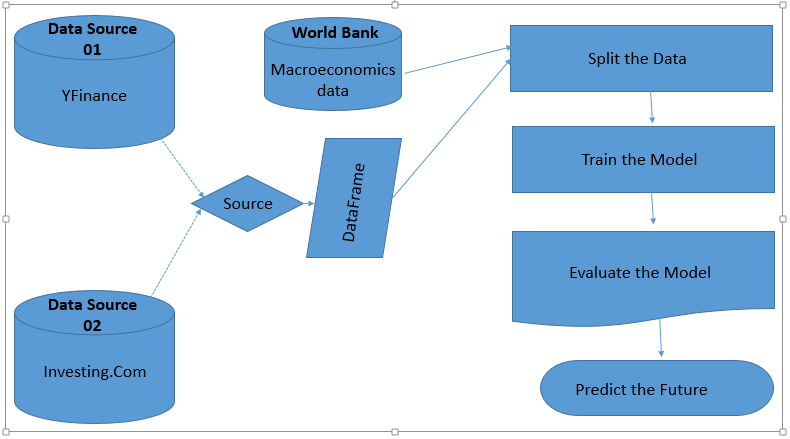 Data Source
01
YFinance
World Bank
Macroeconomics
data
Split the Data
Train the Model
Source
DataFrame
Evaluate the Model
Data Source
02
Investing.Com
Predict the Future